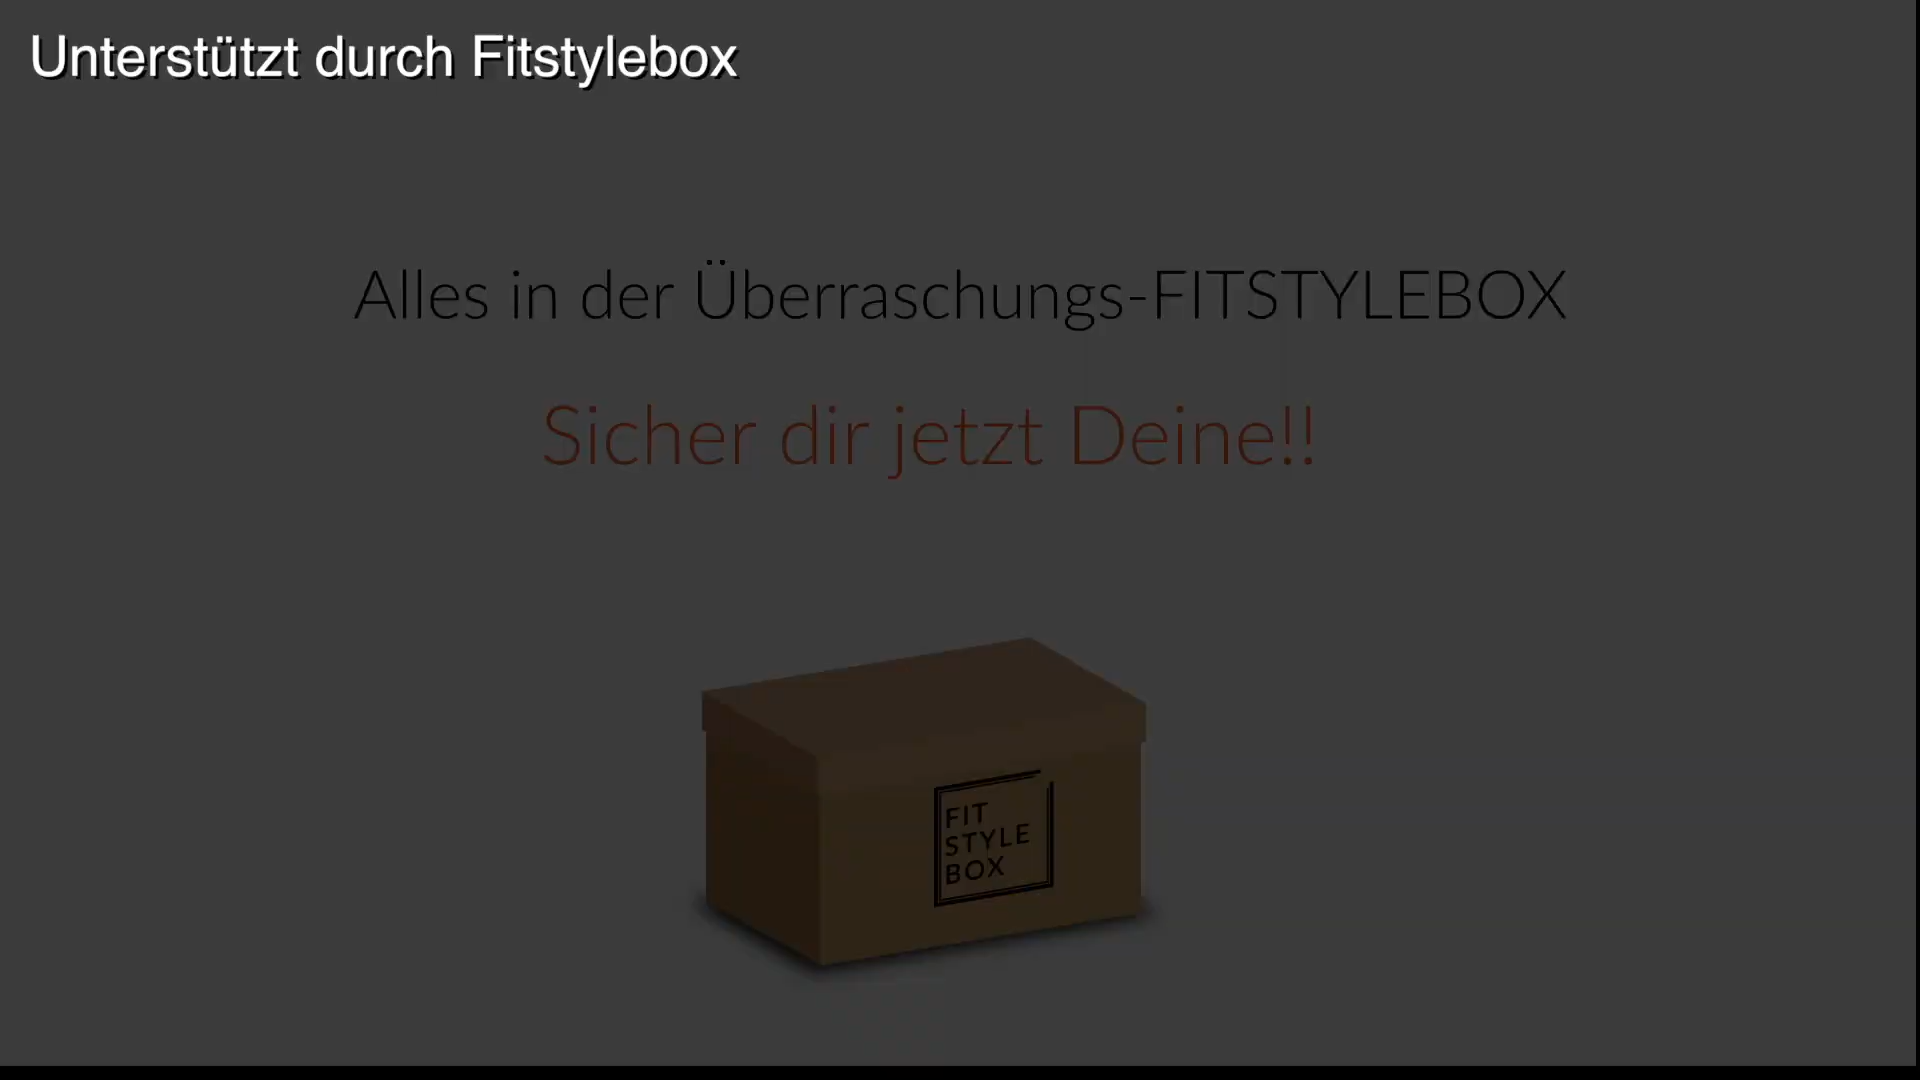 Unterstützt durch Fitstylebox
Alles in der Überraschungs-FITSTYLEBOX
Sicher dir jetzt Deine!!
FIT
STYLE
BOX